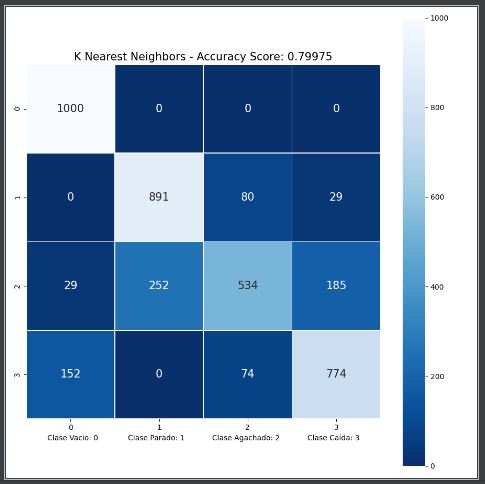 K Nearest Neighbors - Accuracy Score: 0.79975
0 1000 0 0 0
1 0 891 80 29
2 29 252 534 185
3 152 0 74 774
0 1 2 3
Clase Vacio: 0 Clase Parado: 1 Clase Agachado: 2 Clase Caída: 3
1000
800
600
400
200
0